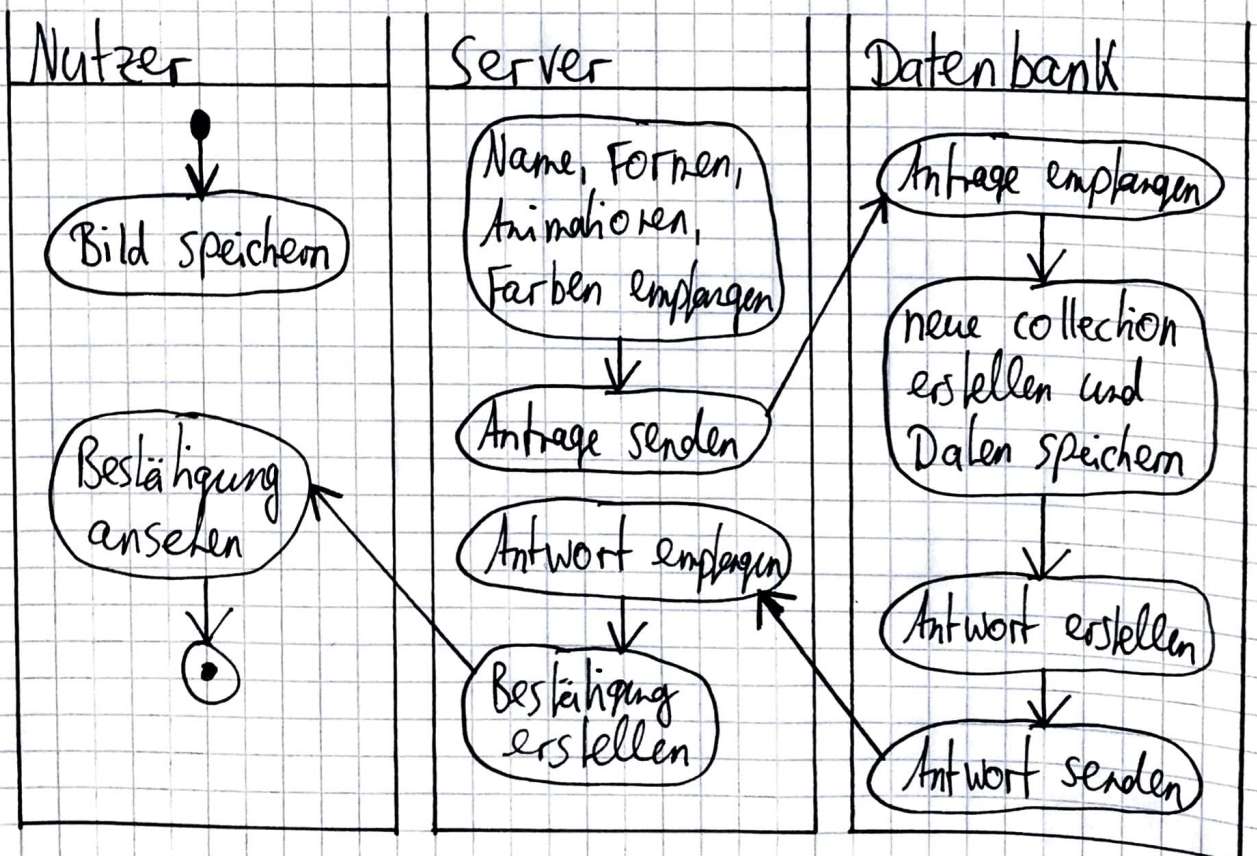 Nutzer
Bild speichern
Bestätigung
ansehen
Server
Name, Formen,
Animationen,
Farben empfangen
Anfrage senden
Antwort empfangen
Bestätigung
erstellen
Datenbank
Anfrage empfangen
neue collection
erstellen und
Daten speichern
Antwort erstellen
Antwort senden